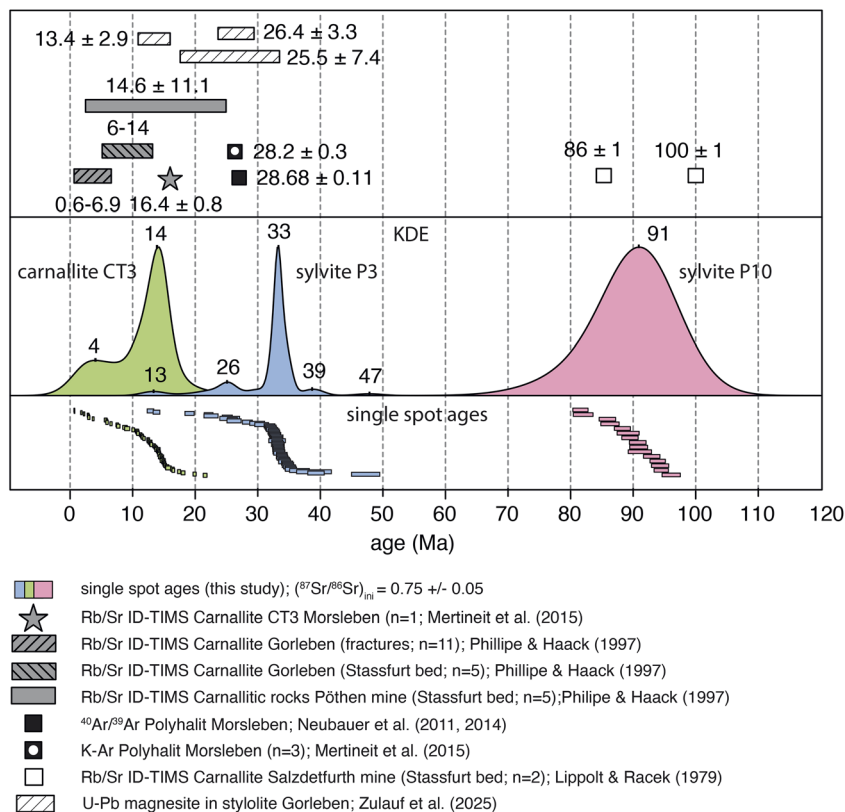 13.4 ± 2.9
26.4 ± 3.3
25.5 ± 7.4
14.6 ± 11.1
6-14
28.2 ± 0.3
86 ± 1
100 ± 1
28.68 ± 0.11
0.6-6.9
16.4 ± 0.8
14
33
KDE
91
carnallite CT3
sylvite P3
sylvite P10
4
13
26
39
47
single spot ages
0 10 20 30 40 50 60 70 80 90 100 110 120
age (Ma)
single spot ages (this study); (⁸⁷Sr/⁸⁶Sr)ini = 0.75 +/- 0.05
Rb/Sr ID-TIMS Carnallite CT3 Morsleben (n=1; Mertineit et al. (2015)
Rb/Sr ID-TIMS Carnallite Gorleben (fractures; n=11); Phillipe & Haack (1997)
Rb/Sr ID-TIMS Carnallite Gorleben (Stassfurt bed; n=5); Phillipe & Haack (1997)
Rb/Sr ID-TIMS Carnallitic rocks Pöthen mine (Stassfurt bed; n=5);Philipe & Haack (1997)
⁴⁰Ar/³⁹Ar Polyhalit Morsleben; Neubauer et al. (2011, 2014)
K-Ar Polyhalit Morsleben (n=3); Mertineit et al. (2015)
Rb/Sr ID-TIMS Carnallite Salzdetfurth mine (Stassfurt bed; n=2); Lippolt & Racek (1979)
U-Pb magnesite in stylolite Gorleben; Zulauf et al. (2025)